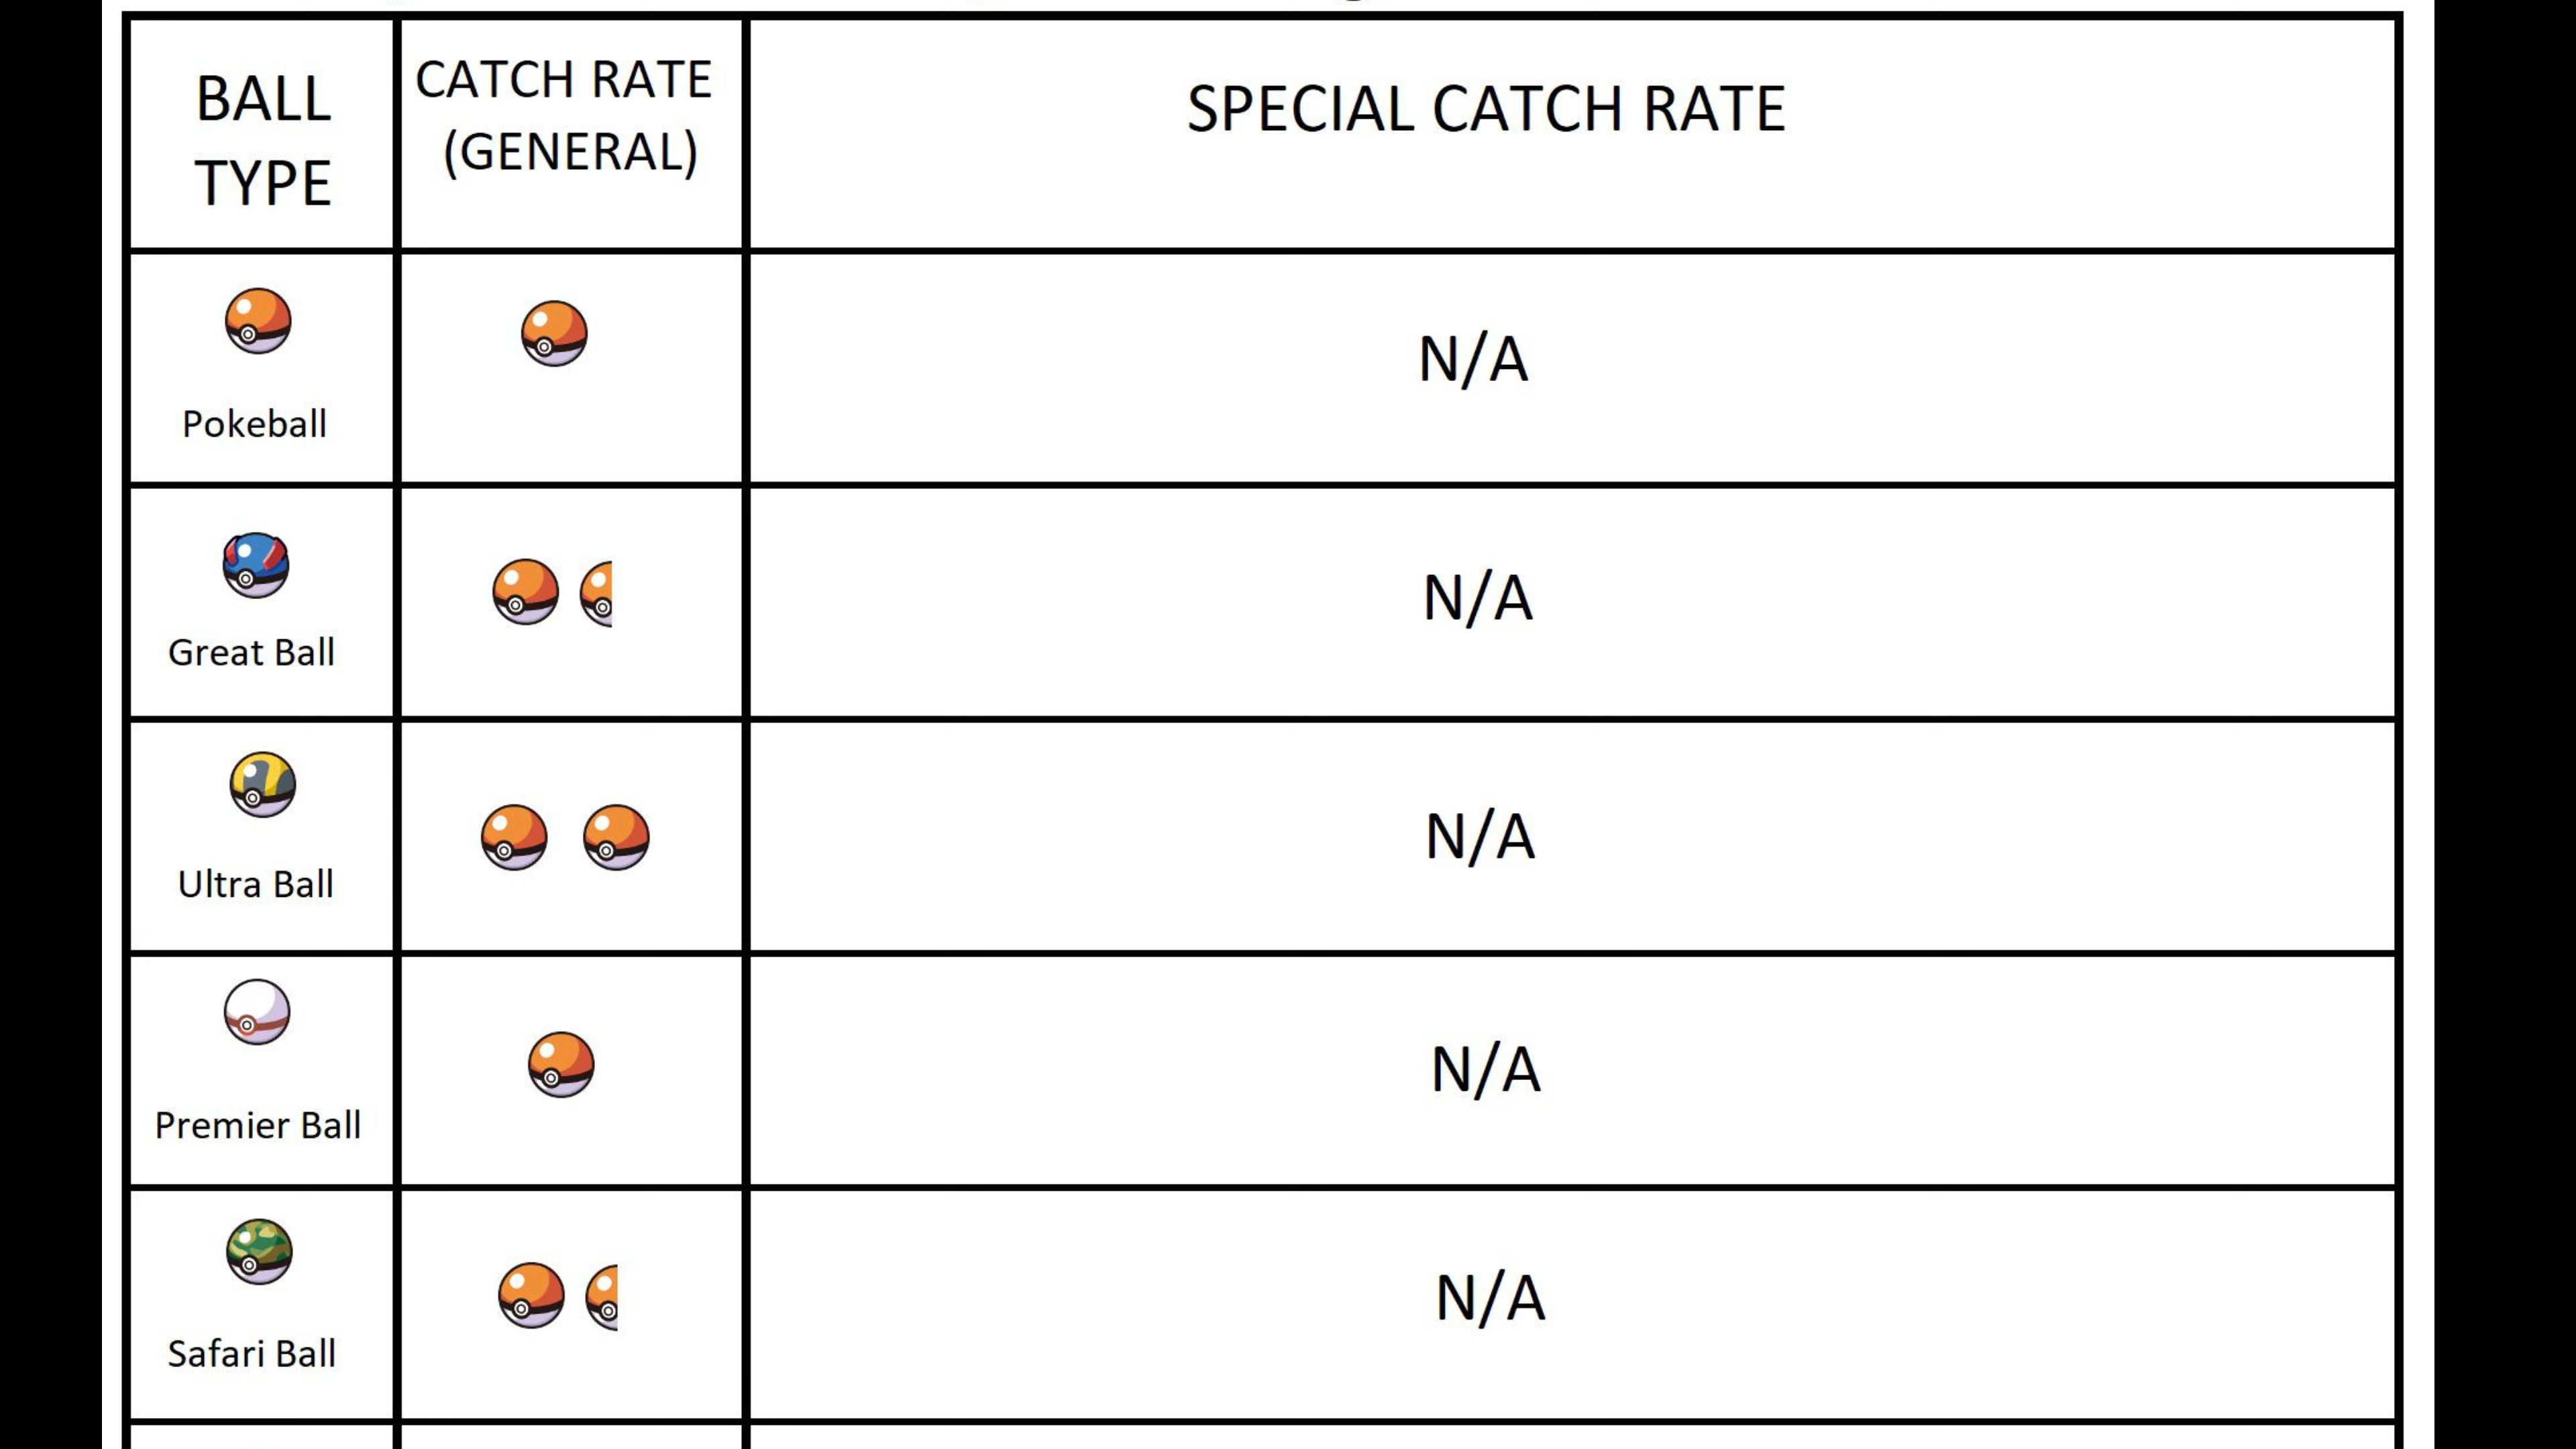 BALL
TYPE
CATCH RATE
(GENERAL)
SPECIAL CATCH RATE
Pokeball
N/A
Great Ball
N/A
Ultra Ball
N/A
Premier Ball
N/A
Safari Ball
N/A